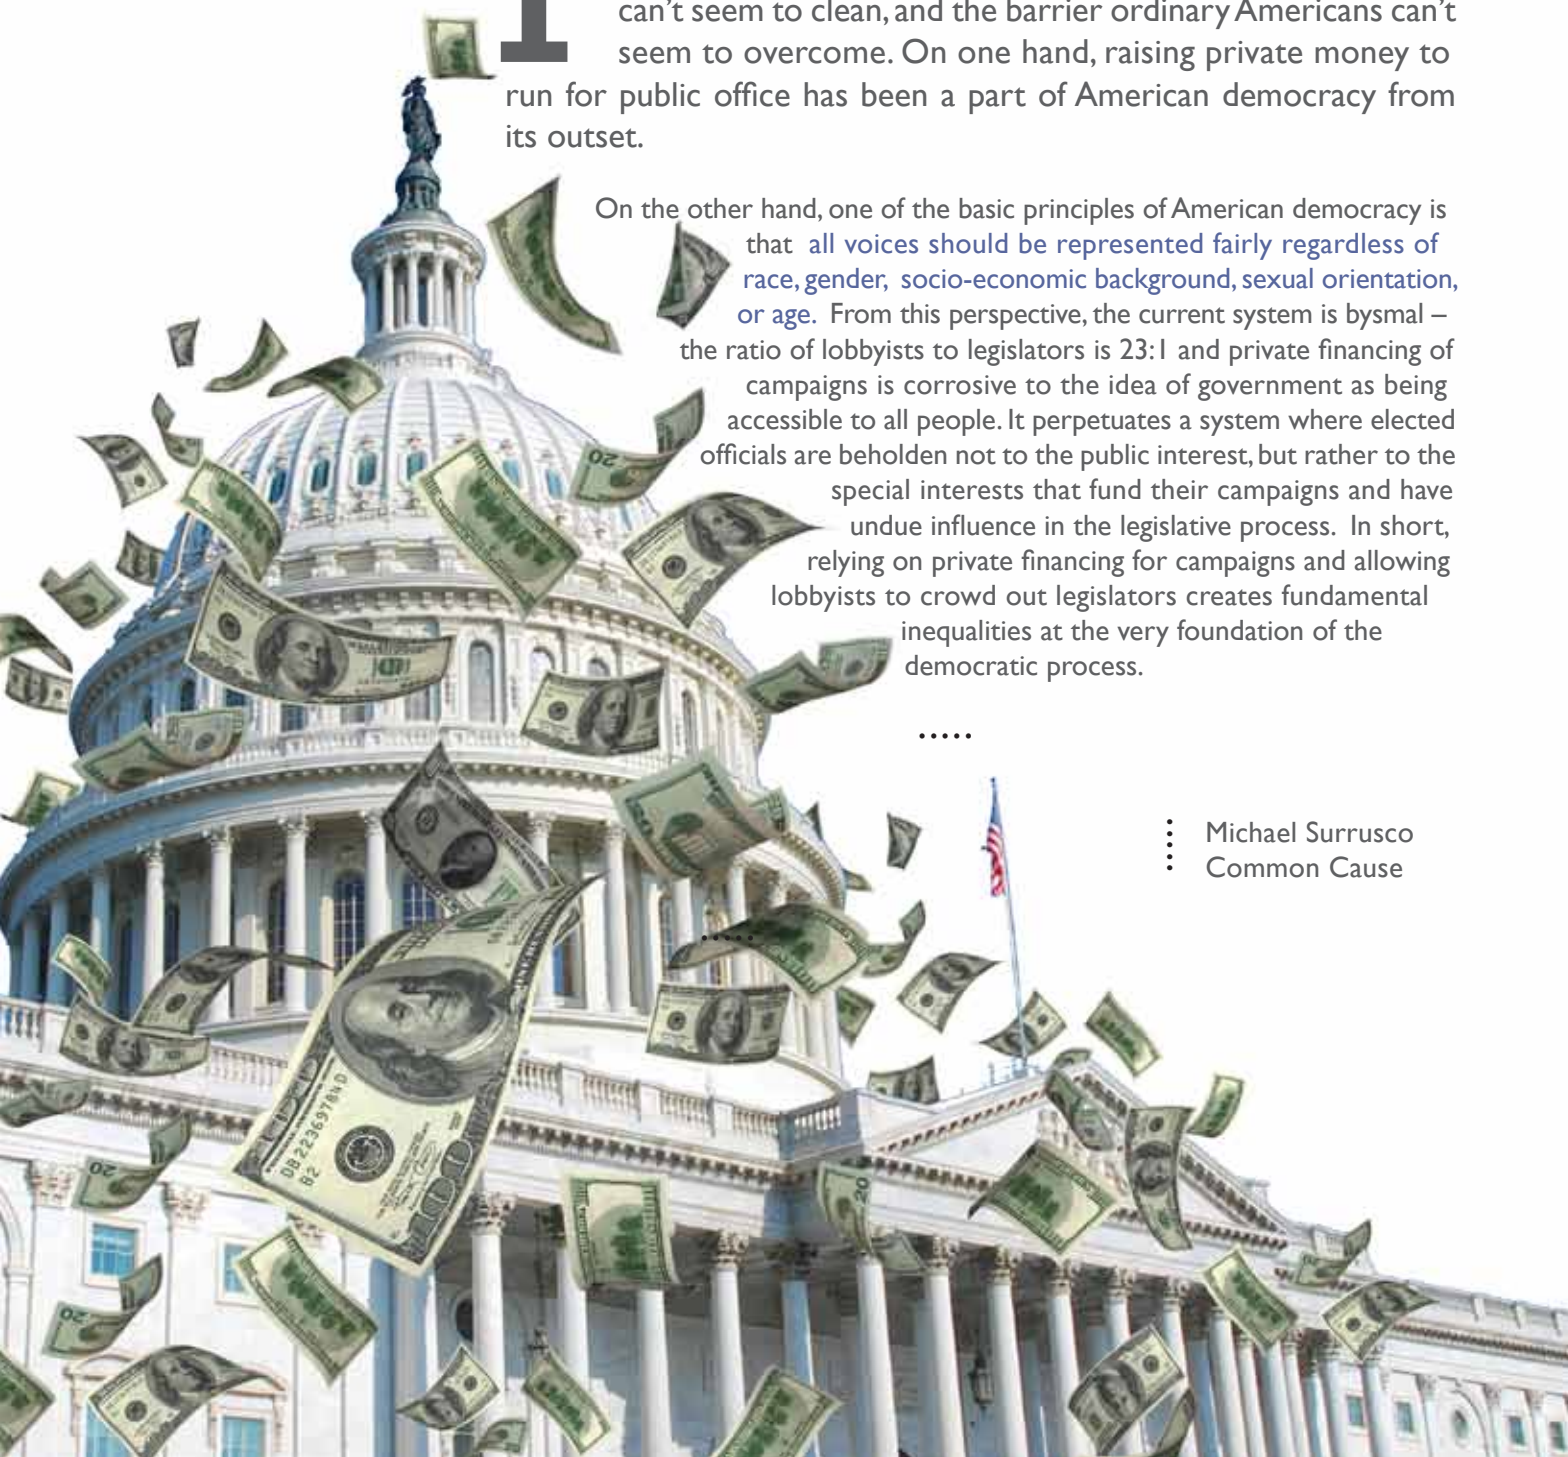 can't seem to clean, and the barrier ordinary Americans can't
seem to overcome. On one hand, raising private money to
run for public office has been a part of American democracy from
its outset.
On the other hand, one of the basic principles of American democracy is
that all voices should be represented fairly regardless of
race, gender, socio-economic background, sexual orientation,
or age. From this perspective, the current system is bysmal –
the ratio of lobbyists to legislators is 23:1 and private financing of
campaigns is corrosive to the idea of government as being
accessible to all people. It perpetuates a system where elected
officials are beholden not to the public interest, but rather to the
special interests that fund their campaigns and have
undue influence in the legislative process. In short,
relying on private financing for campaigns and allowing
lobbyists to crowd out legislators creates fundamental
inequalities at the very foundation of the
democratic process.
.....
Michael Surrusco
Common Cause
20
DB22369781ND
B2
100
20
20
20